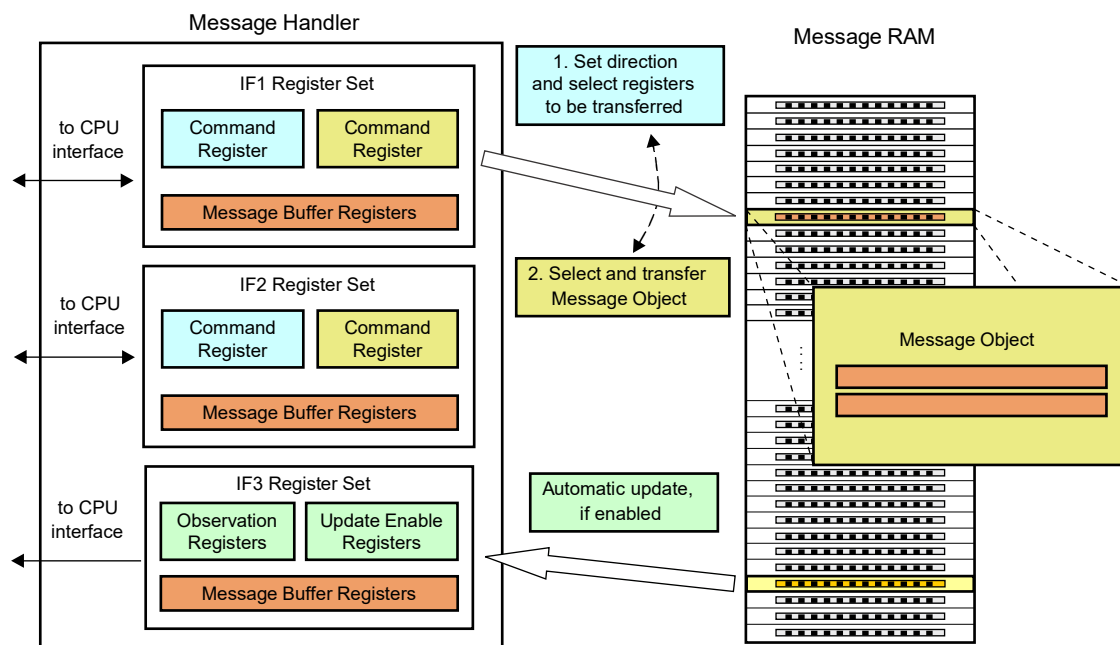 Message Handler
IF1 Register Set
Command
Register
Command
Register
Message Buffer Registers
to CPU
interface
IF2 Register Set
Command
Register
Command
Register
Message Buffer Registers
to CPU
interface
IF3 Register Set
Observation
Registers
Update Enable
Registers
Message Buffer Registers
to CPU
interface
1. Set direction
and select registers
to be transferred
2. Select and transfer
Message Object
Automatic update,
if enabled
Message RAM
Message Object